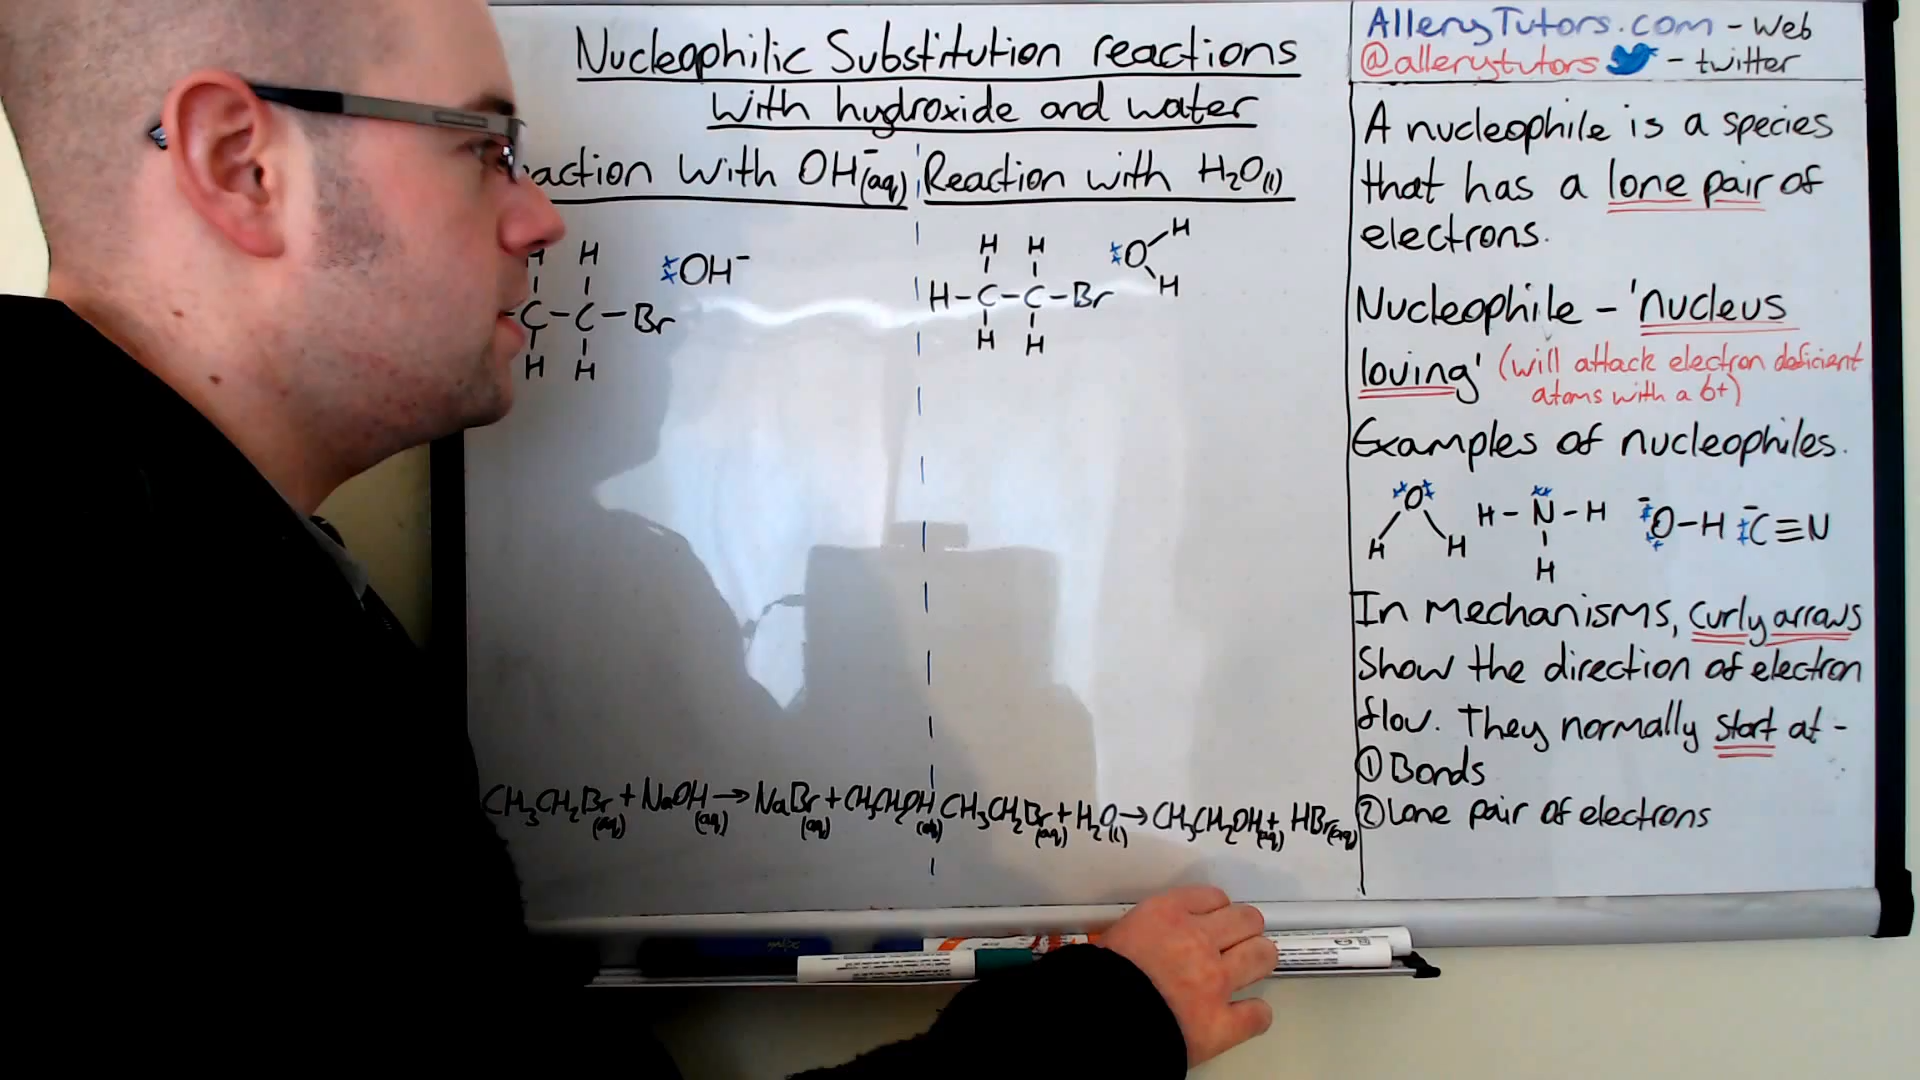 Nucleophilic Substitution reactions
with hydroxide and water
action with OH⁻(aq)
H H
C-C-Br
H H
OH⁻
CH₃CH₂Br(aq) + NaOH(aq) → NaBr(aq) + CH₃CH₂OH(aq)
Reaction with H₂O(l)
H H
H-C-C-Br
H H
O H
H
CH₃CH₂Br(aq) + H₂O(l) → CH₃CH₂OH(aq) + HBr(aq)
AlleryTutors.com - Web
@allerytutors - twitter
A nucleophile is a species
that has a lone pair of
electrons.
Nucleophile - 'nucleus
loving' (will attack electron deficient
atoms with a δ+)
Examples of nucleophiles.
O H-N-H ⁻O-H ⁻C≡N
H H
H
In mechanisms, curly arrows
Show the direction of electron
flow. They normally start at -
① Bonds
② Lone pair of electrons